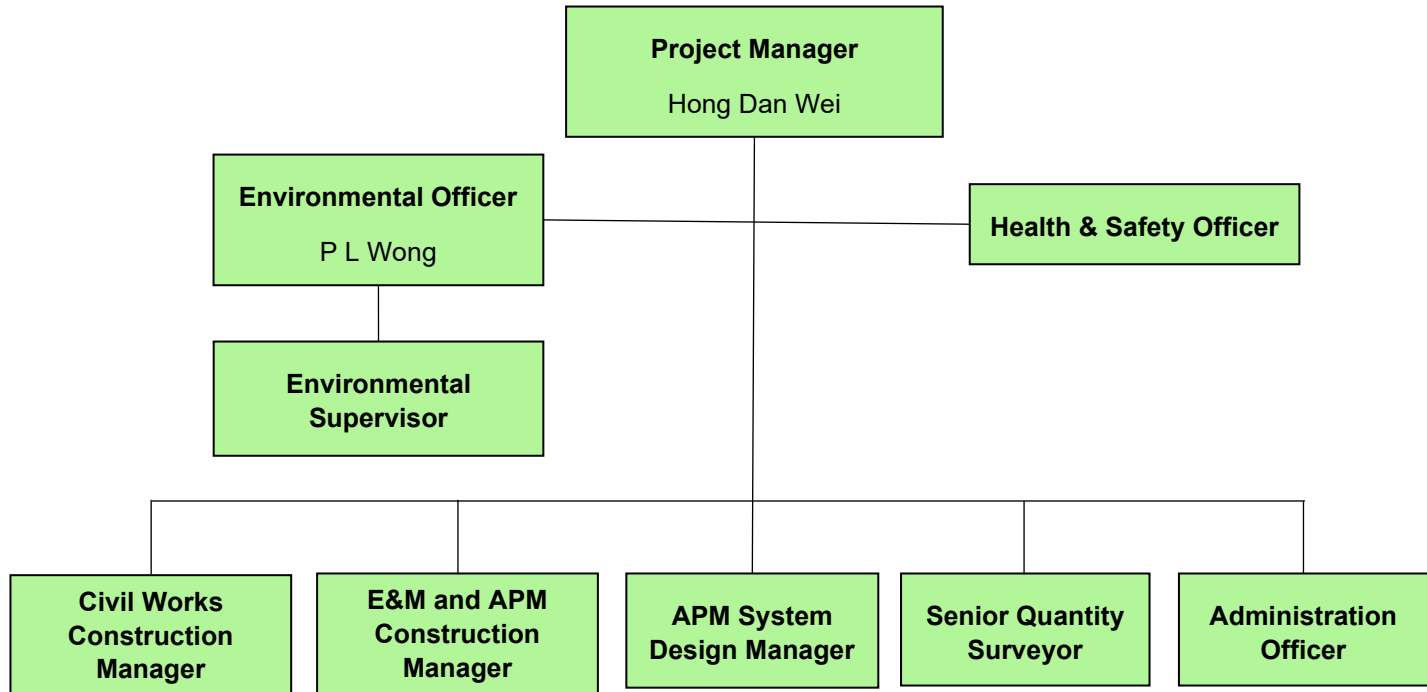 Project Manager
Hong Dan Wei
Environmental Officer
P L Wong
Health & Safety Officer
Environmental
Supervisor
Civil Works
Construction
Manager
E&M and APM
Construction
Manager
APM System
Design Manager
Senior Quantity
Surveyor
Administration
Officer